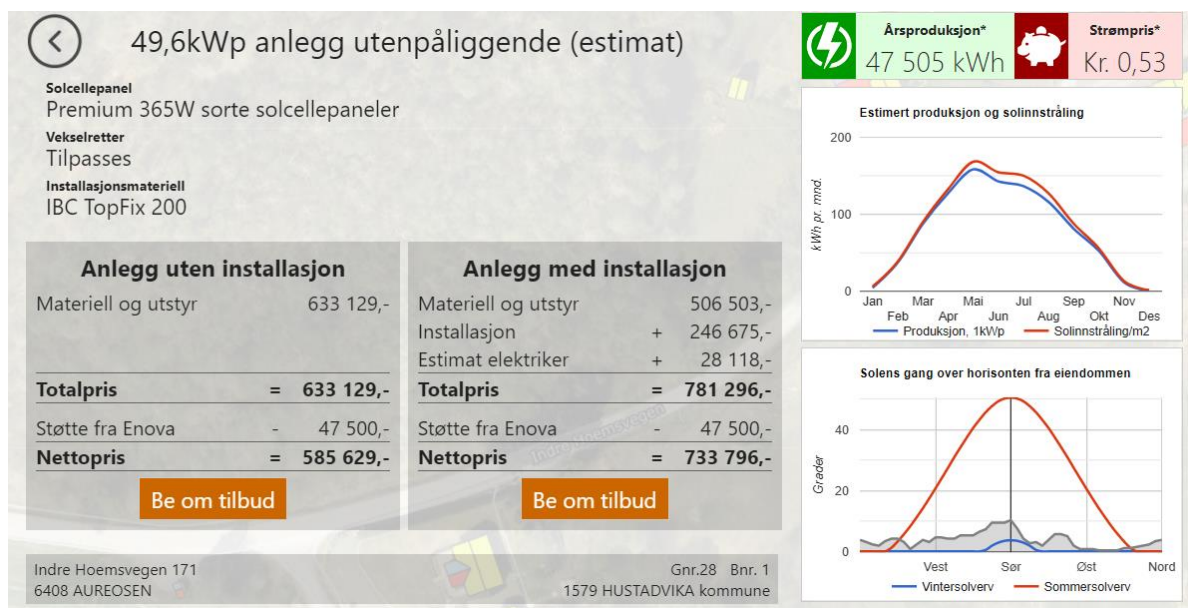 49,6kWp anlegg utenpåliggende (estimat)
Solcellepanel
Premium 365W sorte solcellepaneler
Vekselretter
Tilpasses
Installasjonsmateriell
IBC TopFix 200
Anlegg uten installasjon
Materiell og utstyr 633 129,-
Totalpris = 633 129,-
Støtte fra Enova - 47 500,-
Nettopris = 585 629,-
Be om tilbud
Anlegg med installasjon
Materiell og utstyr 506 503,-
Installasjon + 246 675,-
Estimat elektriker + 28 118,-
Totalpris = 781 296,-
Støtte fra Enova - 47 500,-
Nettopris = 733 796,-
Be om tilbud
Indre Hoemsvegen
Indre Hoemsvegen 171 Gnr.28 Bnr. 1
6408 AUREOSEN 1579 HUSTADVIKA kommune
Årsproduksjon*
47 505 kWh
Strømpris*
Kr. 0,53
Estimert produksjon og solinnstråling
kWh pr. mnd.
200
100
0
Jan Mar Mai Jul Sep Nov
Feb Apr Jun Aug Okt Des
Produksjon, 1kWp Solinnstråling/m2
Solens gang over horisonten fra eiendommen
Grader
40
20
0
Vest Sør Øst Nord
Vintersolverv Sommersolverv